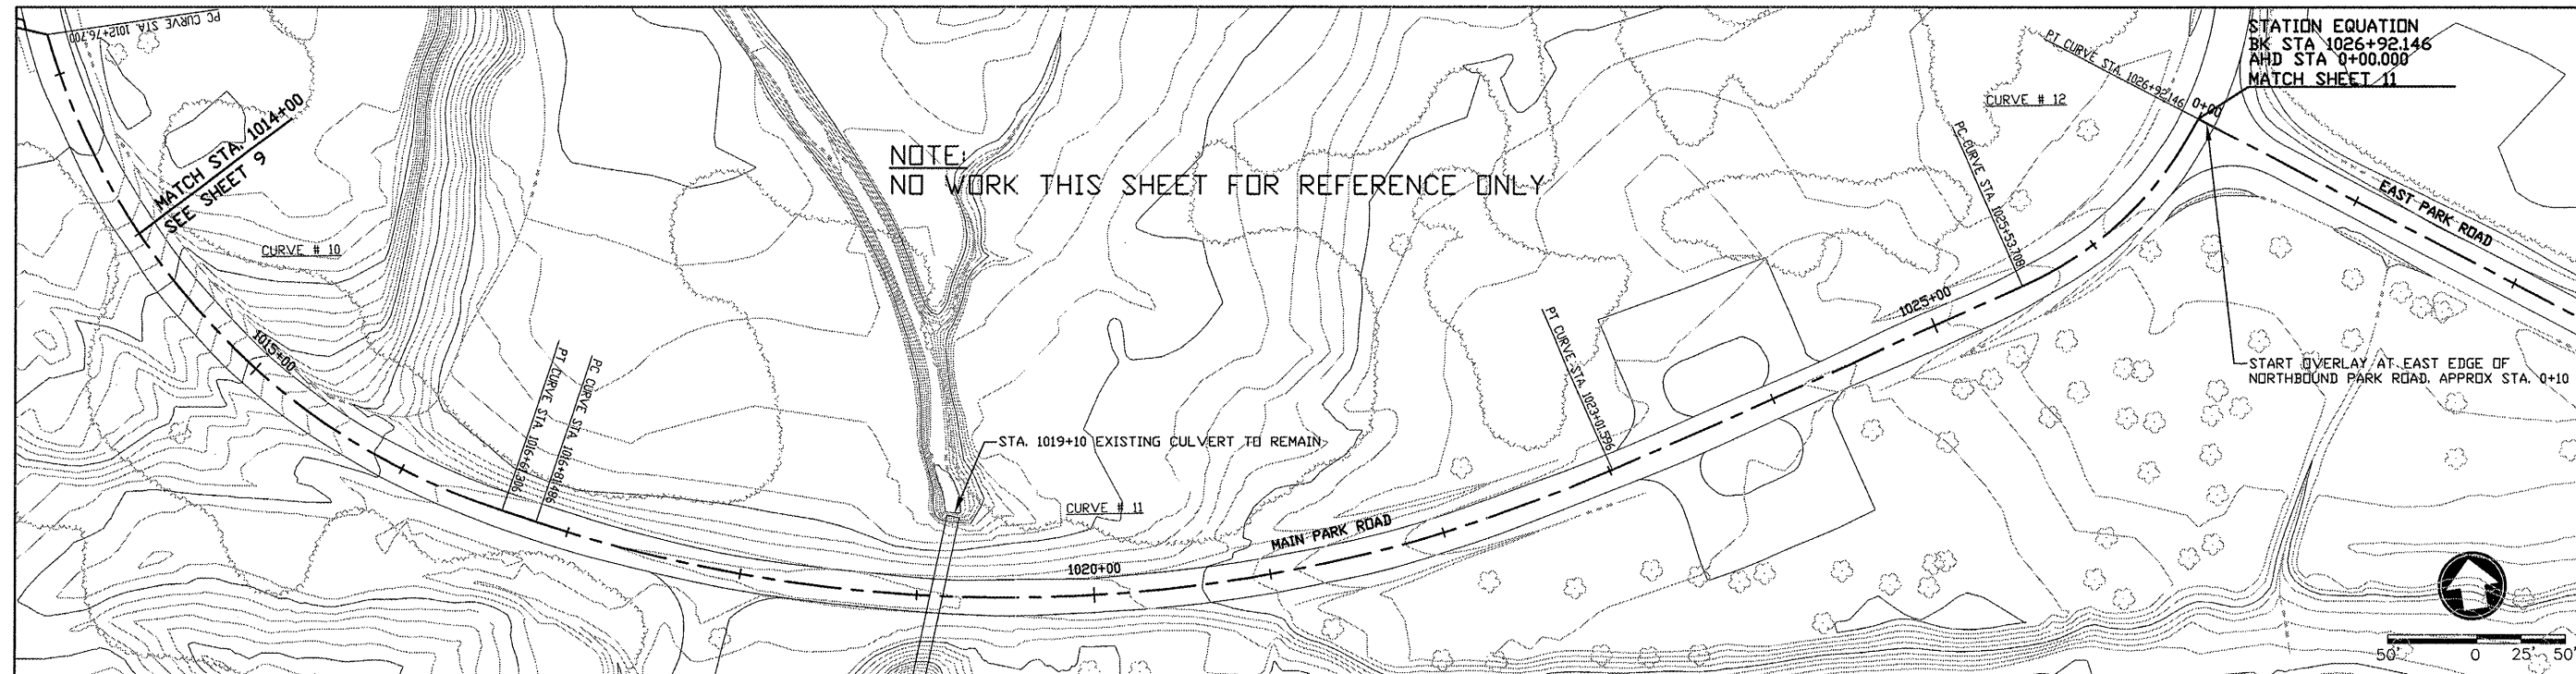 PC CURVE STA. 1012+76.700
MATCH STA. 1014+00
SEE SHEET 9
CURVE # 10
1015+00
PT CURVE STA. 1016+61.306
PC CURVE STA. 1016+81.486
NOTE:
NO WORK THIS SHEET FOR REFERENCE ONLY
STA. 1019+10 EXISTING CULVERT TO REMAIN
CURVE # 11
1020+00
MAIN PARK ROAD
PT CURVE STA. 1023+01.596
1025+00
PC CURVE STA. 1025+53.708
CURVE # 12
PT CURVE STA. 1026+92.146
0+00
STATION EQUATION
BK STA 1026+92.146
AHD STA 0+00.000
MATCH SHEET 11
EAST PARK ROAD
START OVERLAY AT EAST EDGE OF
NORTHBOUND PARK ROAD. APPROX STA. 0+10
50' 0 25' 50'